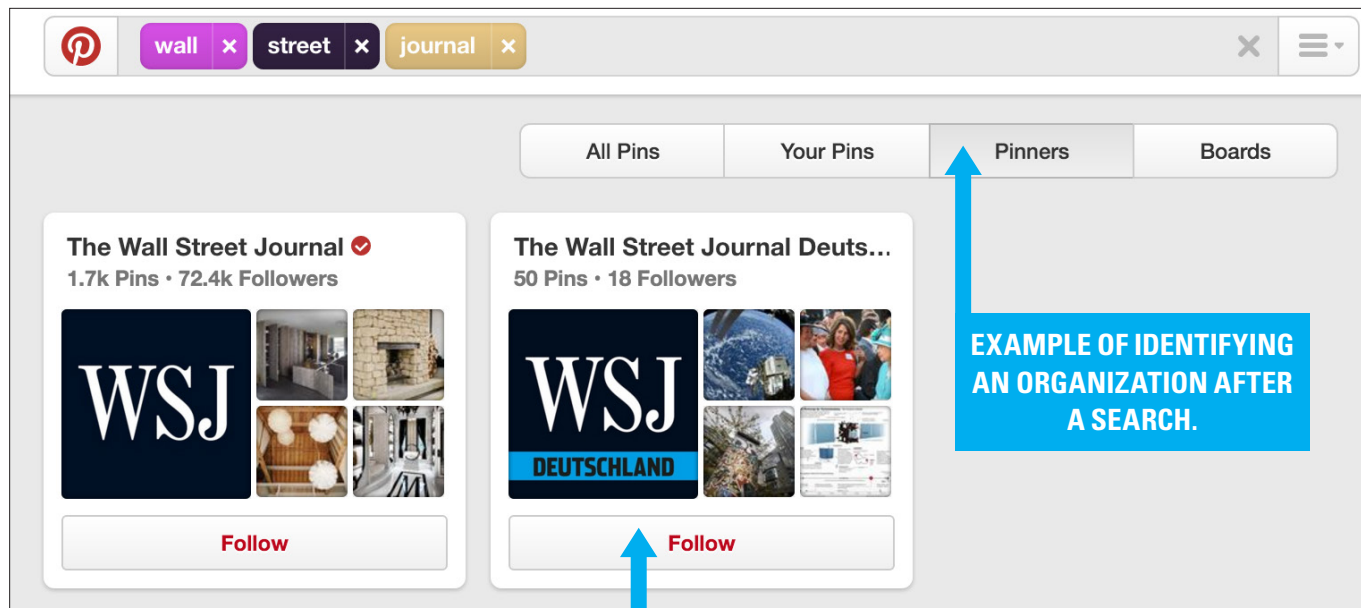 wall × street × journal ×
All Pins Your Pins Pinners Boards
The Wall Street Journal
1.7k Pins • 72.4k Followers
WSJ
Follow
The Wall Street Journal Deuts...
50 Pins • 18 Followers
WSJ
DEUTSCHLAND
Follow
EXAMPLE OF IDENTIFYING
AN ORGANIZATION AFTER
A SEARCH.